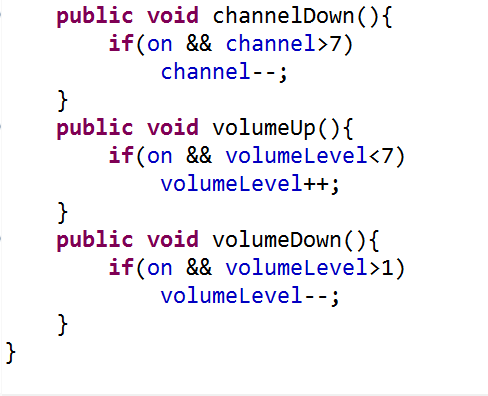 public void channelDown(){
if(on && channel>7)
channel--;
}
public void volumeUp(){
if(on && volumeLevel<7)
volumeLevel++;
}
public void volumeDown(){
if(on && volumeLevel>1)
volumeLevel--;
}
}